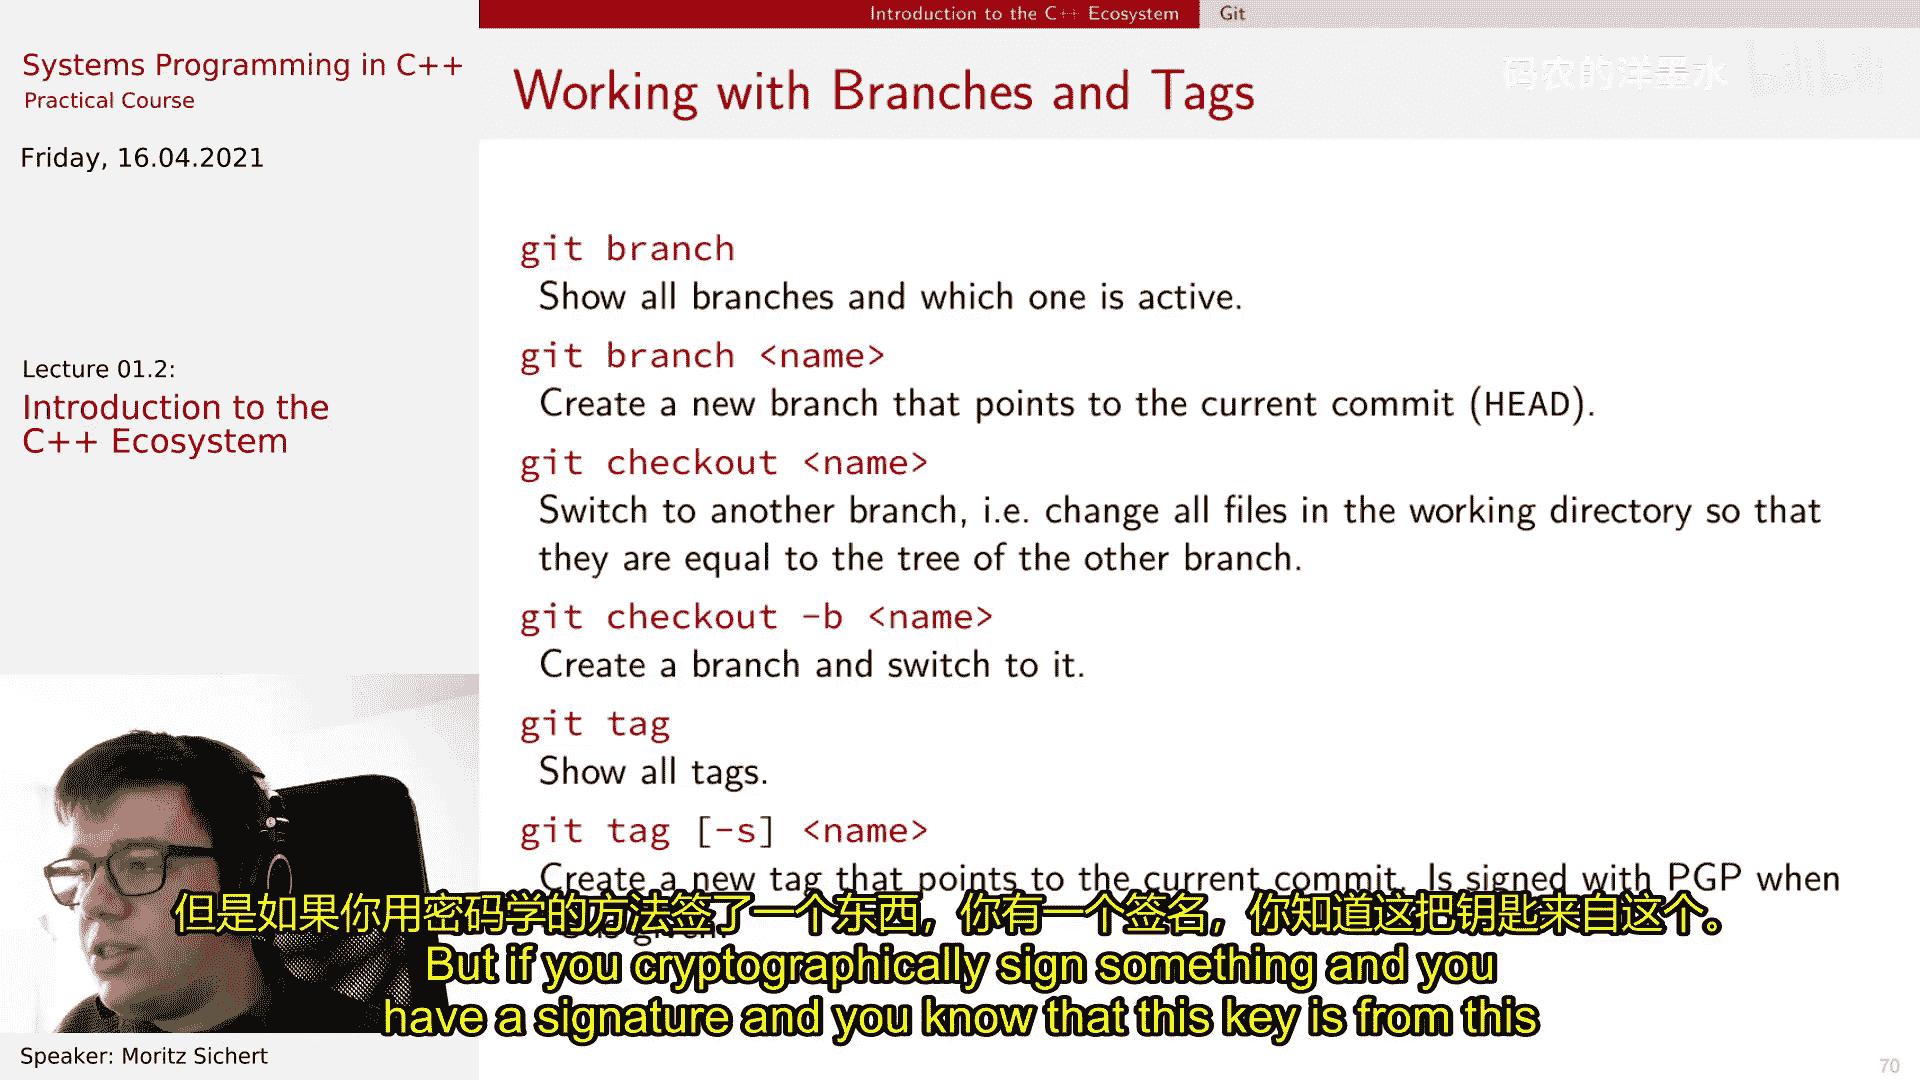 Introduction to the C++ Ecosystem
Git
Systems Programming in C++
Practical Course
Friday, 16.04.2021
Lecture 01.2:
Introduction to the
C++ Ecosystem
Working with Branches and Tags
码农的洋墨水 bilibili
git branch
Show all branches and which one is active.
git branch <name>
Create a new branch that points to the current commit (HEAD).
git checkout <name>
Switch to another branch, i.e. change all files in the working directory so that
they are equal to the tree of the other branch.
git checkout -b <name>
Create a branch and switch to it.
git tag
Show all tags.
git tag [-s] <name>
Create a new tag that points to the current commit. Is signed with PGP when
但是如果你用密码学的方法签了一个东西，你有一个签名，你知道这把钥匙来自这个。
But if you cryptographically sign something and you
have a signature and you know that this key is from this
Speaker: Moritz Sichert
70